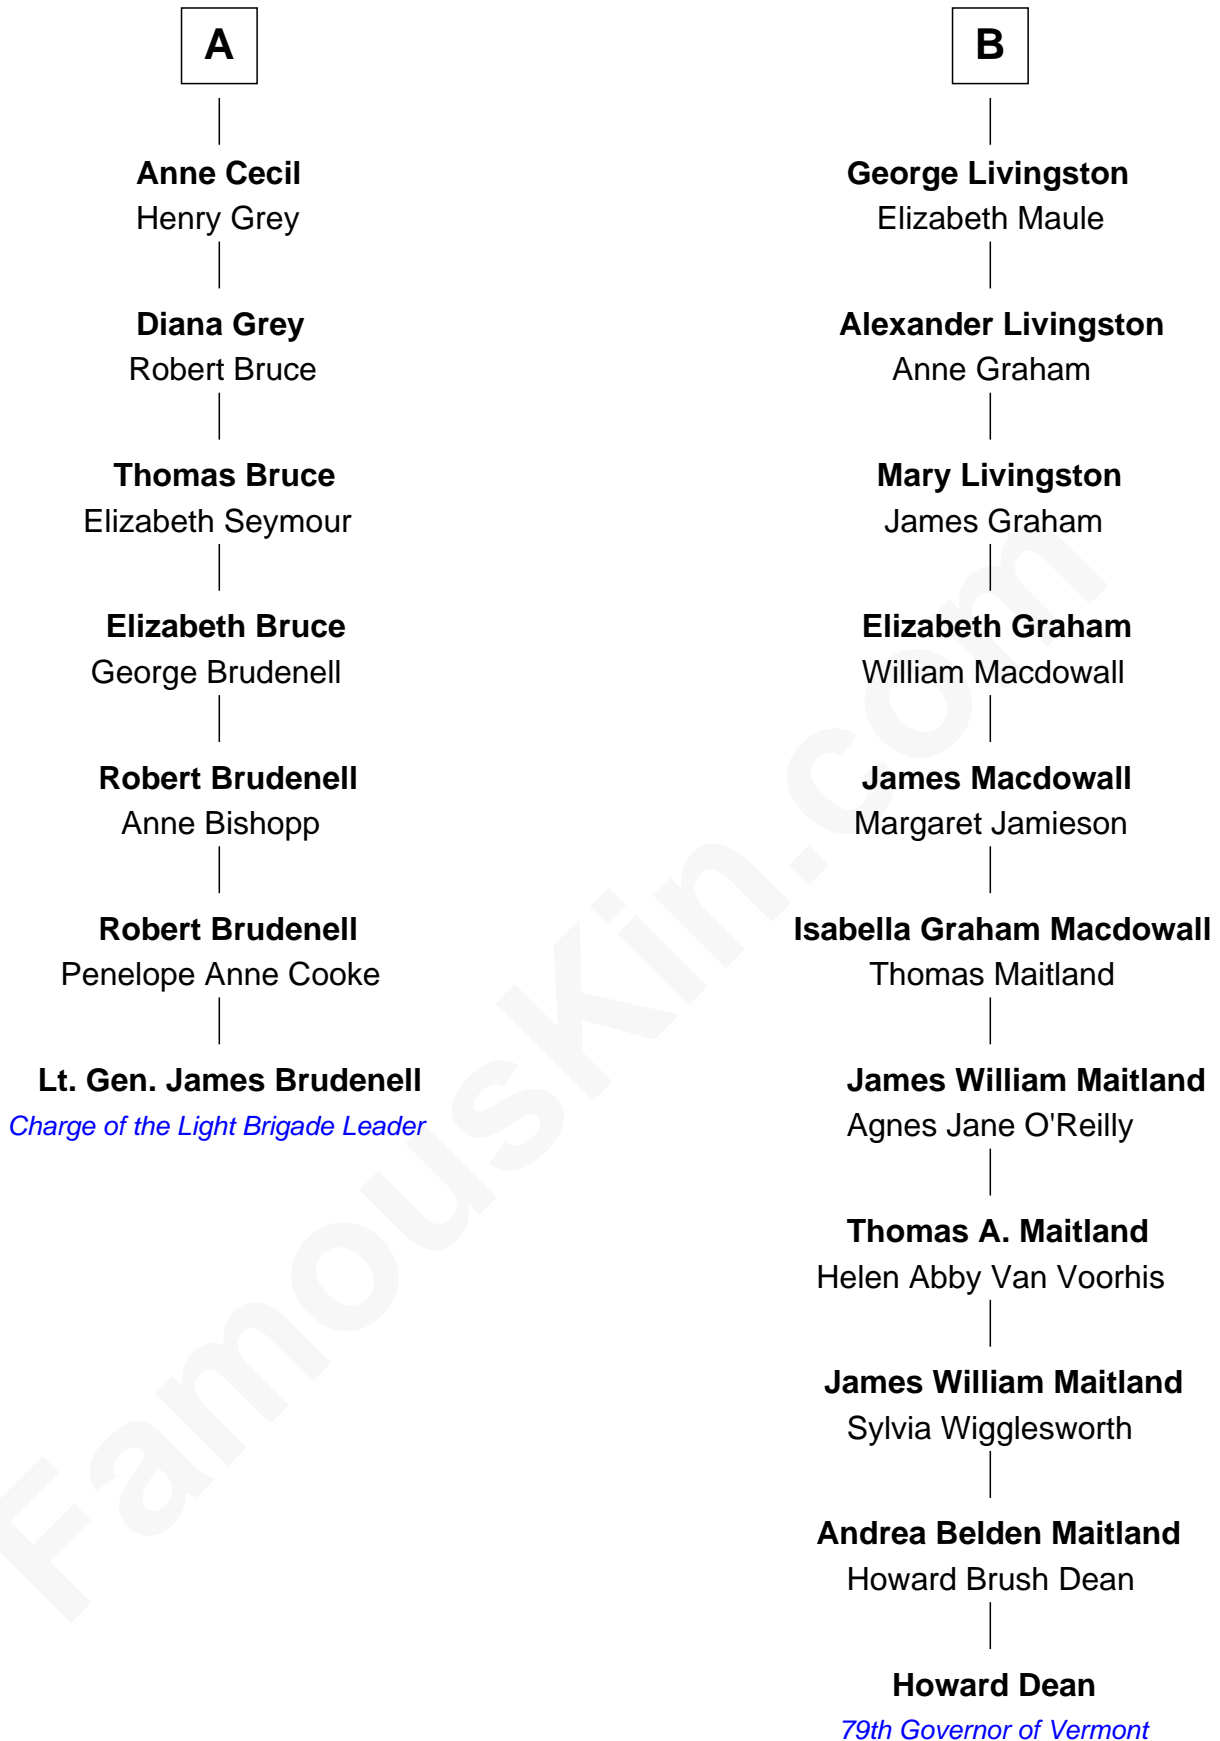 A
Anne Cecil
Henry Grey
Diana Grey
Robert Bruce
Thomas Bruce
Elizabeth Seymour
Elizabeth Bruce
George Brudenell
Robert Brudenell
Anne Bishopp
Robert Brudenell
Penelope Anne Cooke
Lt. Gen. James Brudenell
Charge of the Light Brigade Leader
B
George Livingston
Elizabeth Maule
Alexander Livingston
Anne Graham
Mary Livingston
James Graham
Elizabeth Graham
William Macdowall
James Macdowall
Margaret Jamieson
Isabella Graham Macdowall
Thomas Maitland
James William Maitland
Agnes Jane O'Reilly
Thomas A. Maitland
Helen Abby Van Voorhis
James William Maitland
Sylvia Wigglesworth
Andrea Belden Maitland
Howard Brush Dean
Howard Dean
79th Governor of Vermont
FamousKin.com